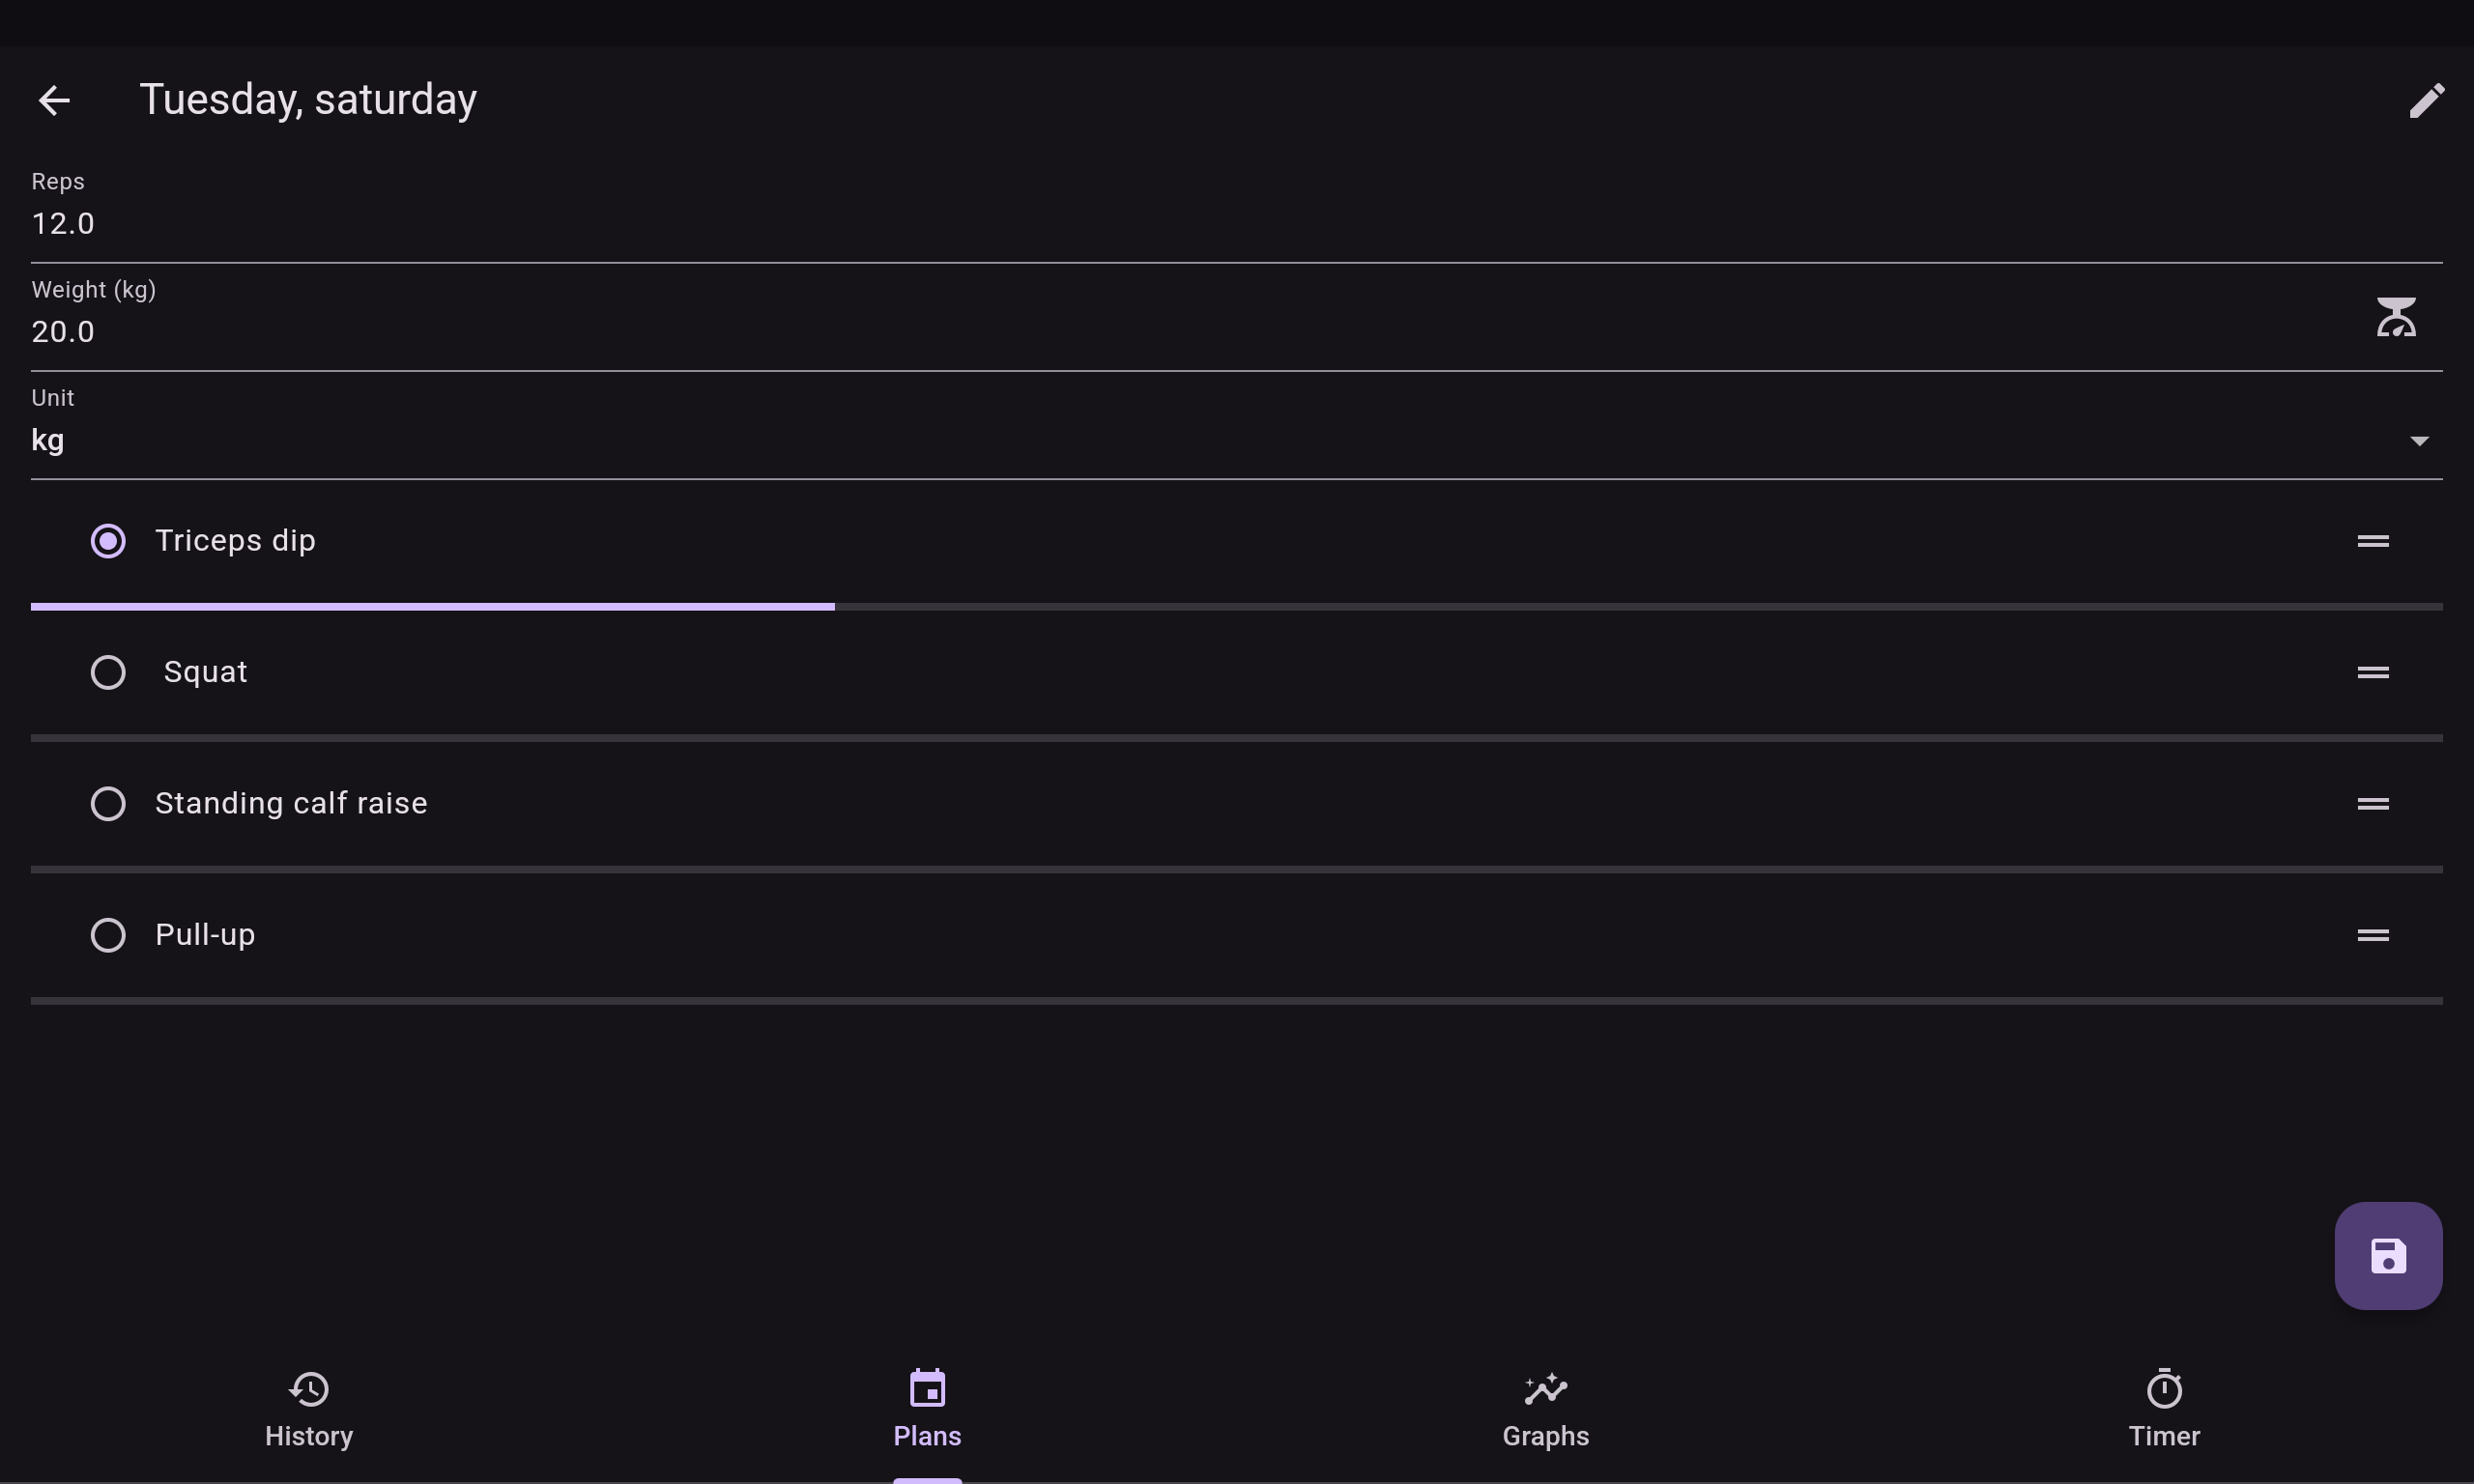 Tuesday, saturday
Reps
12.0
Weight (kg)
20.0
Unit
kg
Triceps dip
Squat
Standing calf raise
Pull-up
History
Plans
Graphs
Timer